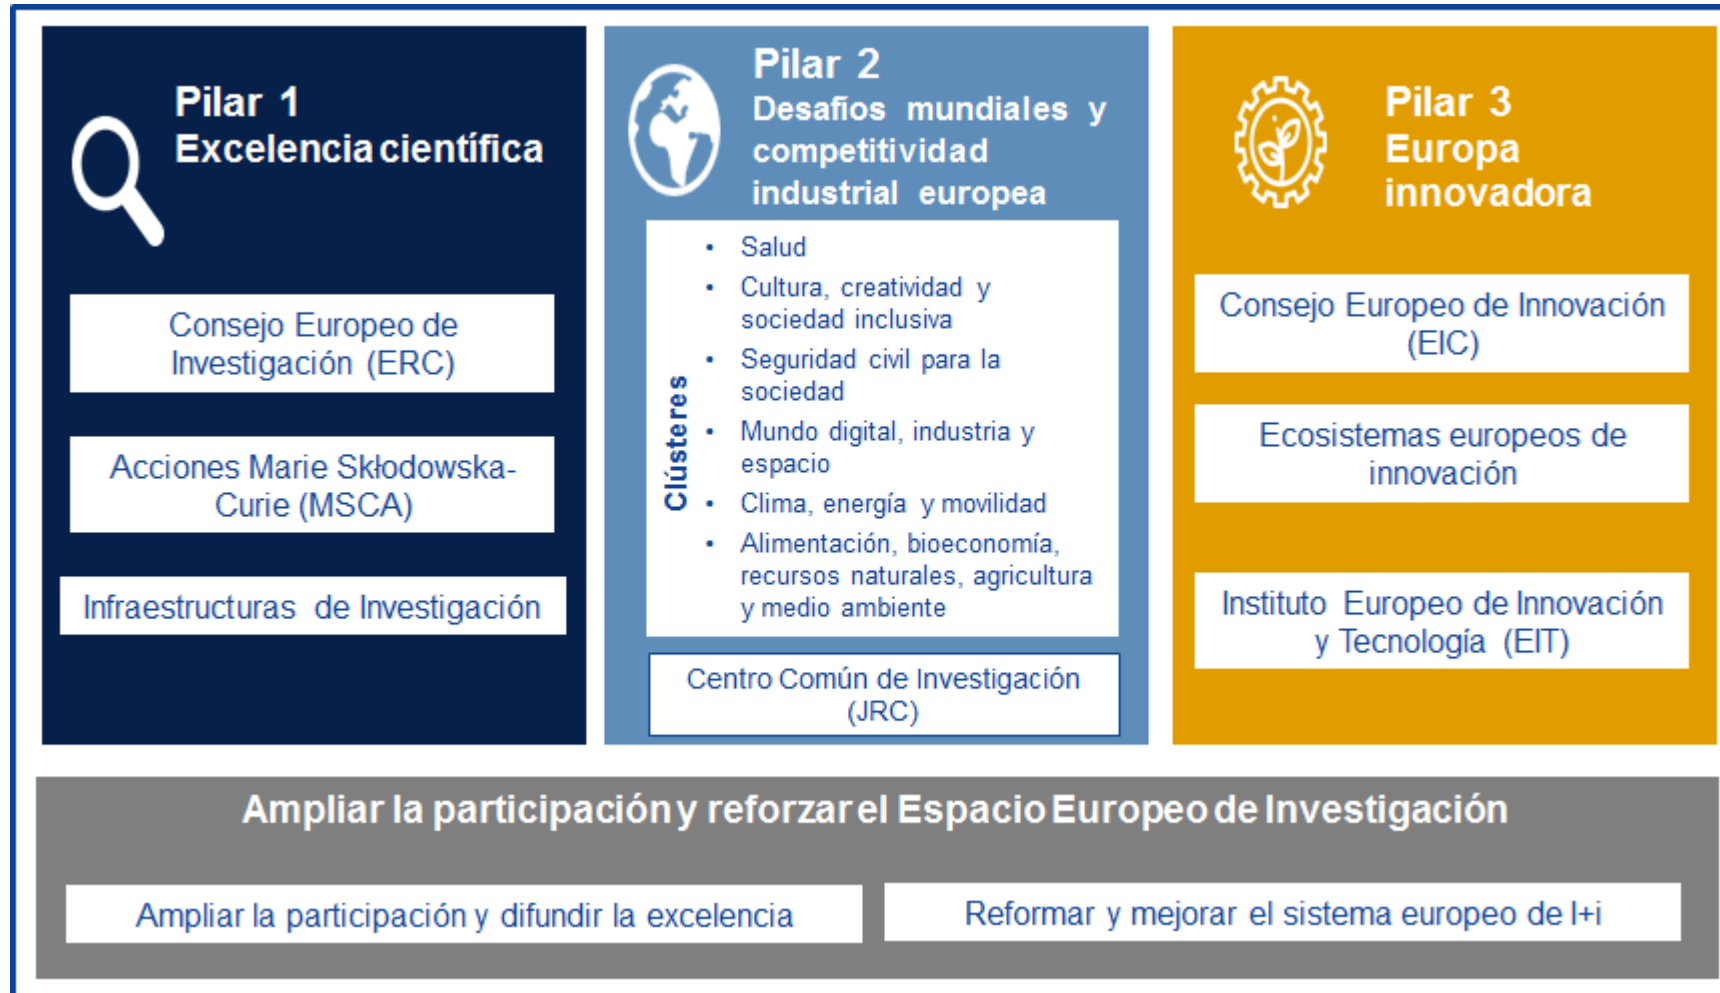 Pilar 1
Excelencia científica
Consejo Europeo de
Investigación (ERC)
Acciones Marie Skłodowska-
Curie (MSCA)
Infraestructuras de Investigación
Pilar 2
Desafíos mundiales y
competitividad
industrial europea
Clústeres
• Salud
• Cultura, creatividad y
sociedad inclusiva
• Seguridad civil para la
sociedad
• Mundo digital, industria y
espacio
• Clima, energía y movilidad
• Alimentación, bioeconomía,
recursos naturales, agricultura
y medio ambiente
Centro Común de Investigación
(JRC)
Pilar 3
Europa
innovadora
Consejo Europeo de Innovación
(EIC)
Ecosistemas europeos de
innovación
Instituto Europeo de Innovación
y Tecnología (EIT)
Ampliar la participación y reforzar el Espacio Europeo de Investigación
Ampliar la participación y difundir la excelencia
Reformar y mejorar el sistema europeo de I+i